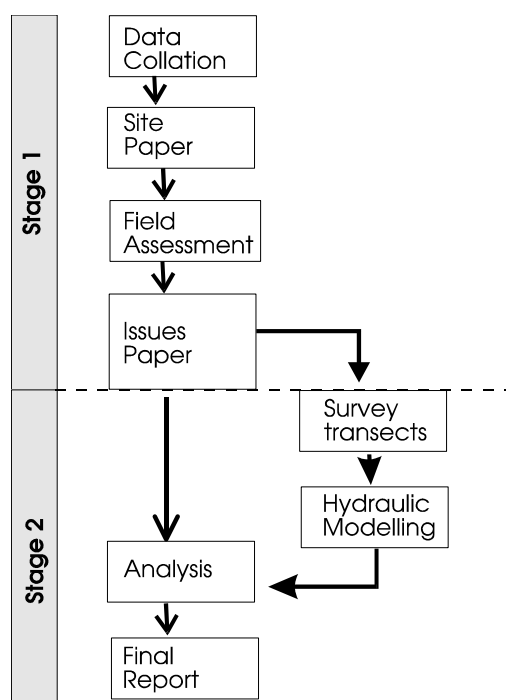 Stage 1
Data
Collation
Site
Paper
Field
Assessment
Issues
Paper
Stage 2
Survey
transects
Hydraulic
Modelling
Analysis
Final
Report